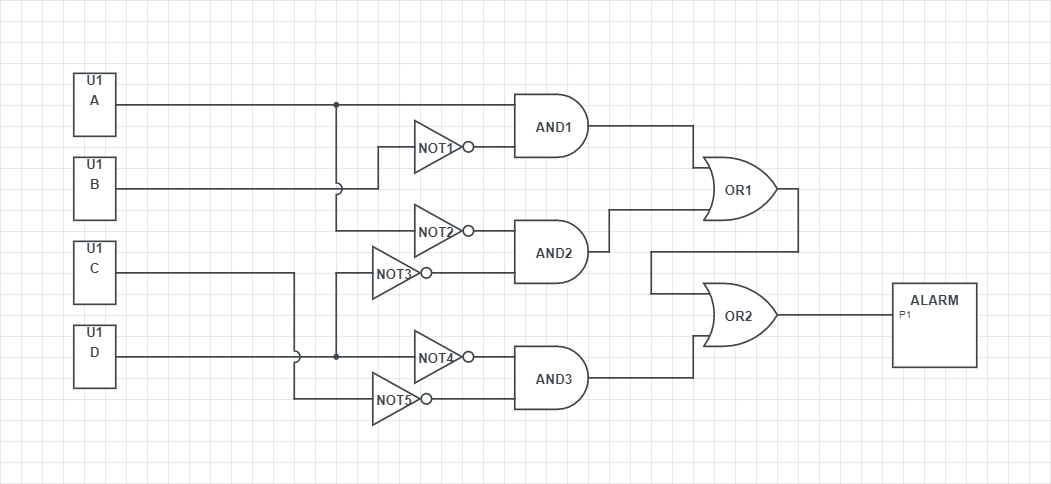 U1
A
AND1
NOT1
U1
B
OR1
NOT2
AND2
U1
C
NOT3
ALARM
P1
OR2
U1
D
NOT4
AND3
NOT5